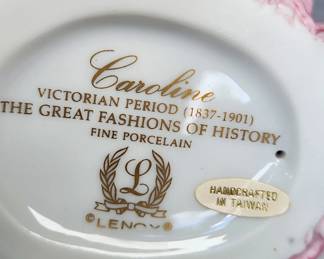 Caroline
VICTORIAN PERIOD (1837-1901)
THE GREAT FASHIONS OF HISTORY
FINE PORCELAIN
L
©LENOX®
HANDCRAFTED
IN TAIWAN